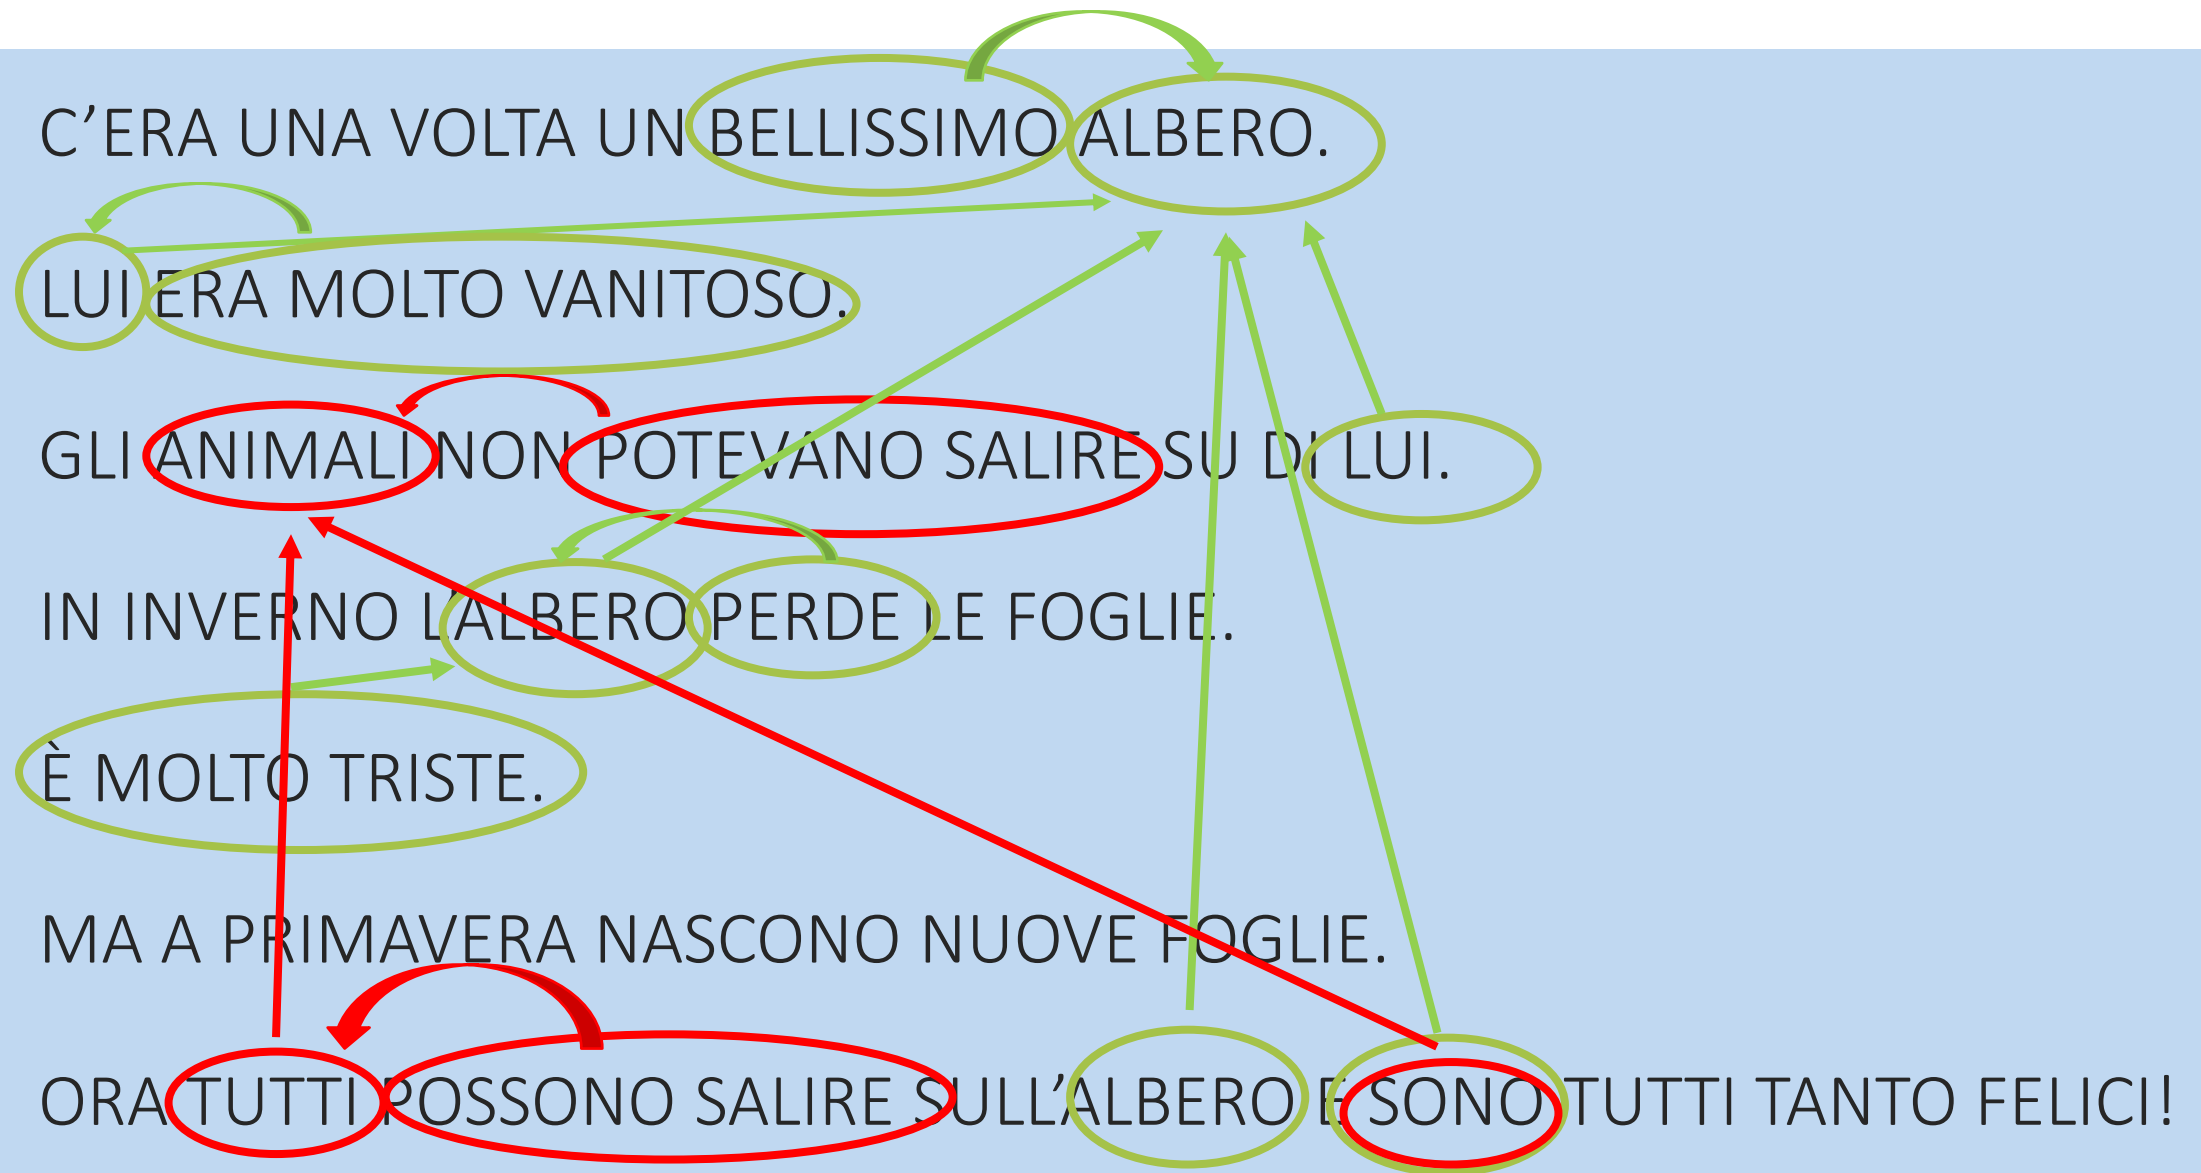 C’ERA UNA VOLTA UN BELLISSIMO ALBERO.
LUI ERA MOLTO VANITOSO.
GLI ANIMALI NON POTEVANO SALIRE SU DI LUI.
IN INVERNO L’ALBERO PERDE LE FOGLIE.
È MOLTO TRISTE.
MA A PRIMAVERA NASCONO NUOVE FOGLIE.
ORA TUTTI POSSONO SALIRE SULL’ALBERO E SONO TUTTI TANTO FELICI!